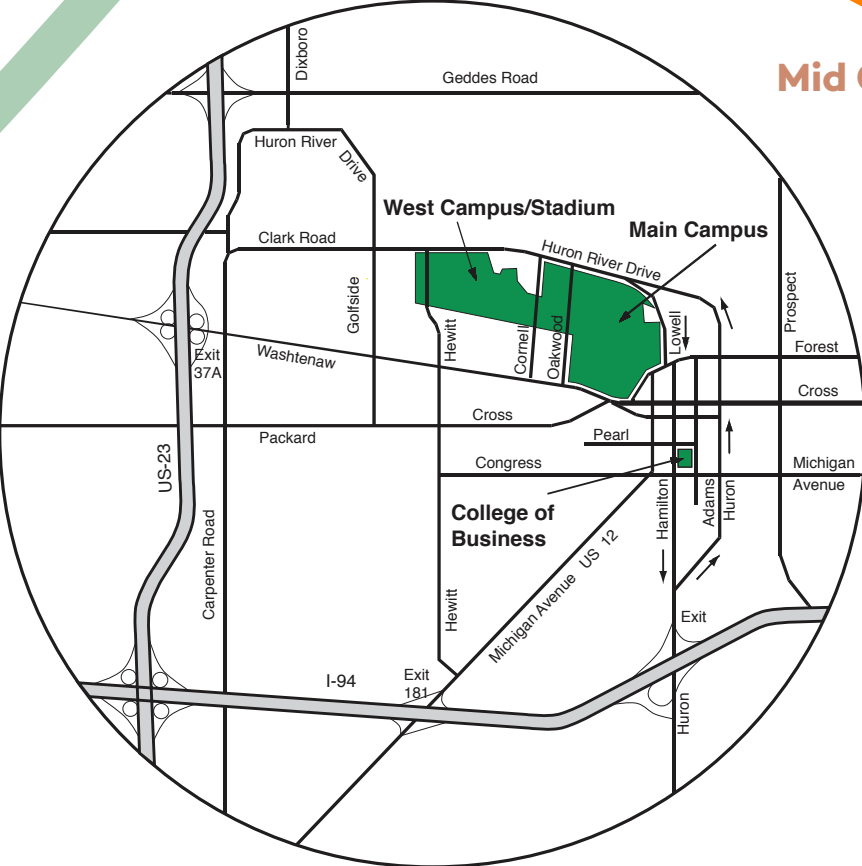 Dixboro
Geddes Road
Mid
Huron River
Drive
West Campus/Stadium
Main Campus
Clark Road
Huron River Drive
Golfside
Prospect
Hewitt
Cornell
Oakwood
Lowell
Forest
Exit
37A
Washtenaw
Cross
Cross
Packard
Pearl
US-23
Congress
Michigan
Avenue
College of
Business
Hamilton
Adams
Huron
Carpenter Road
Michigan Avenue US 12
Hewitt
Exit
I-94
Exit
181
Huron